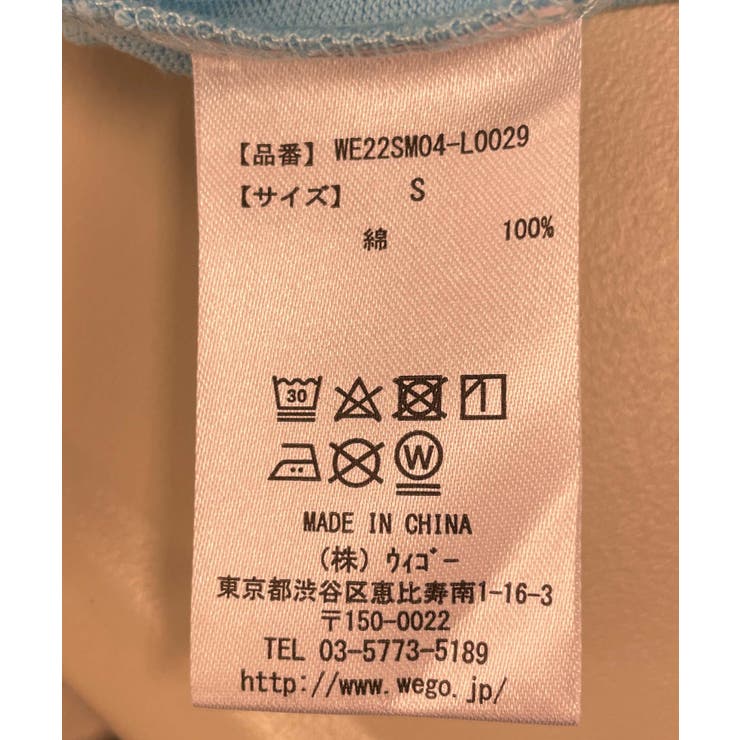 【品番】 WE22SM04-L0029
【サイズ】 S
綿 100%
30
W
MADE IN CHINA
(株) ｳｨｺﾞｰ
東京都渋谷区恵比寿南1-16-3
〒150-0022
TEL 03-5773-5189
http://www.wego.jp/